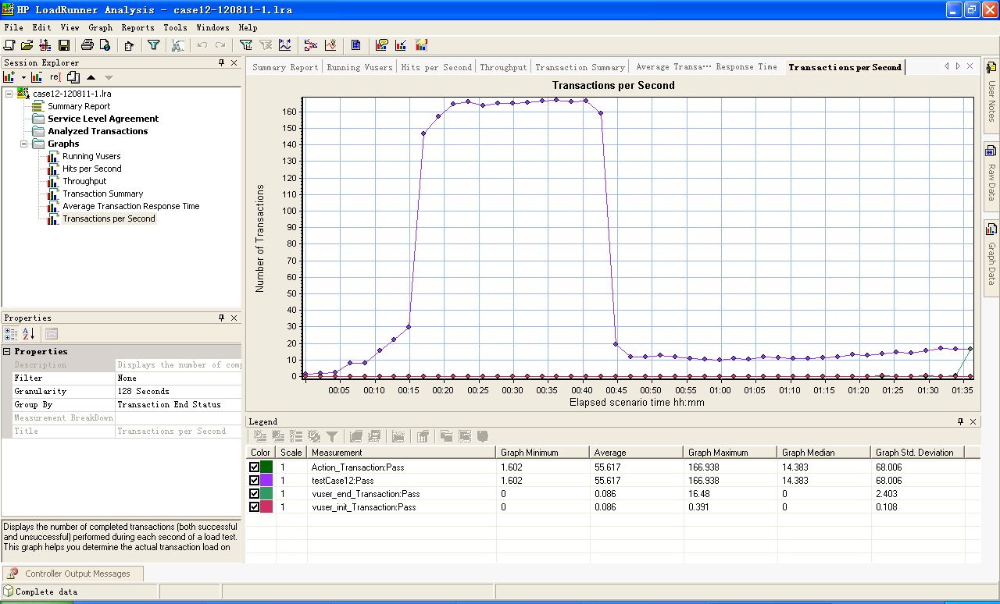 HP LoadRunner Analysis - case12-120811-1.lra
File Edit View Graph Reports Tools Windows Help
Session Explorer
re
case12-120811-1.lra
Summary Report
Service Level Agreement
Analyzed Transactions
Graphs
Running Vusers
Hits per Second
Throughput
Transaction Summary
Average Transaction Response Time
Transactions per Second
Properties
Properties
Description Displays the number of comp
Filter None
Granularity 128 Seconds
Group By Transaction End Status
Measurement BreakDown
Title Transactions per Second
Displays the number of completed transactions (both successful
and unsuccessful) performed during each second of a load test.
This graph helps you determine the actual transaction load on
Summary Report Running Vusers Hits per Second Throughput Transaction Summary Average Transa... Response Time Transactions per Second
Transactions per Second
Number of Transactions
160
150
140
130
120
110
100
90
80
70
60
50
40
30
20
10
0
00:05 00:10 00:15 00:20 00:25 00:30 00:35 00:40 00:45 00:50 00:55 01:00 01:05 01:10 01:15 01:20 01:25 01:30 01:35
Elapsed scenario time hh:mm
Legend
Color Scale Measurement Graph Minimum Average Graph Maximum Graph Median Graph Std. Deviation
1 Action_Transaction:Pass 1.602 55.617 166.938 14.383 68.006
1 testCase12:Pass 1.602 55.617 166.938 14.383 68.006
1 vuser_end_Transaction:Pass 0 0.086 16.48 0 2.403
1 vuser_init_Transaction:Pass 0 0.086 0.391 0 0.108
User Notes
Raw Data
Graph Data
Controller Output Messages
Complete data